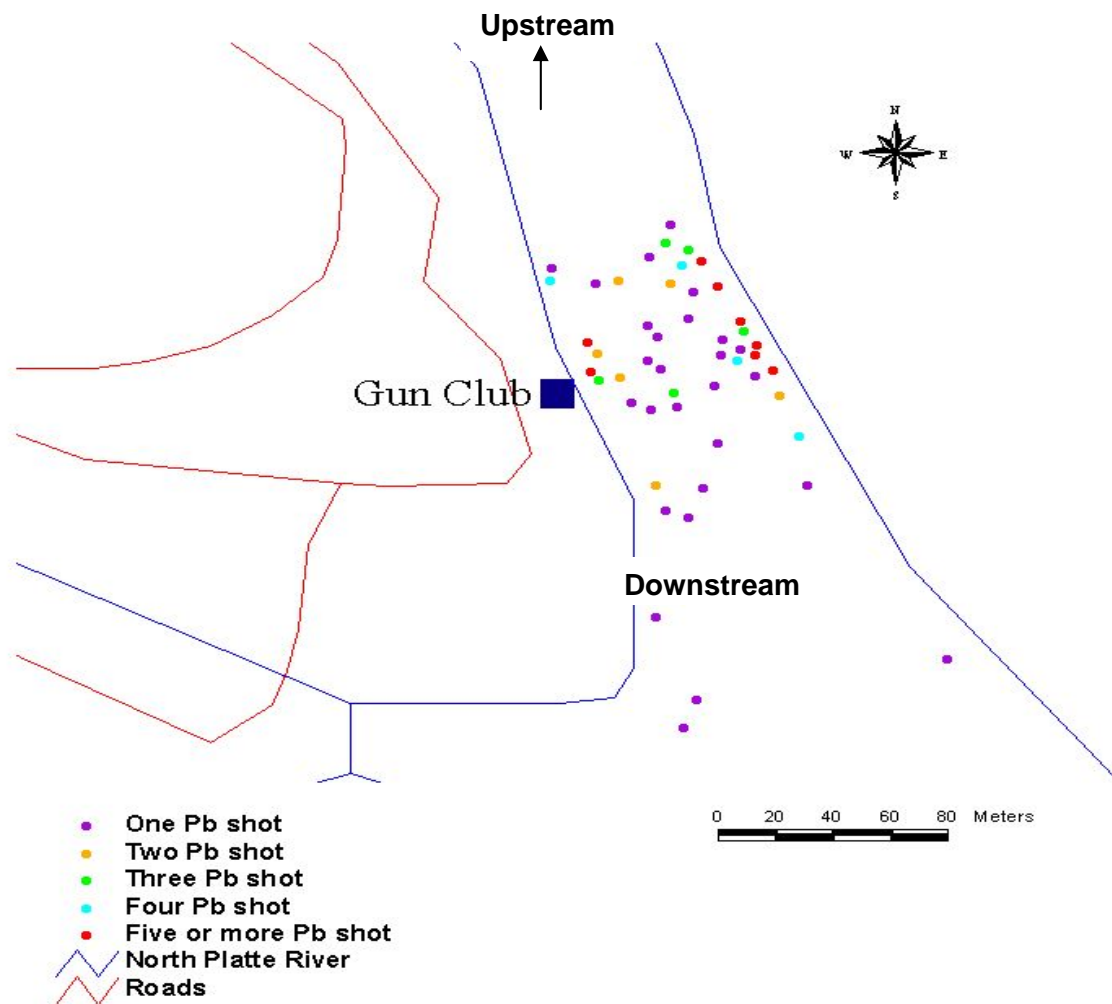 Upstream
N
W E
S
Gun Club
Downstream
0 20 40 60 80 Meters
One Pb shot
Two Pb shot
Three Pb shot
Four Pb shot
Five or more Pb shot
North Platte River
Roads